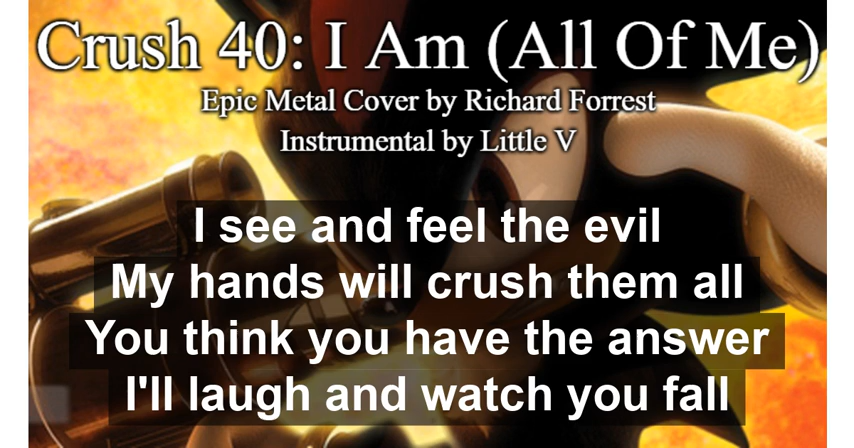 Crush 40: I Am (All Of Me)
Epic Metal Cover by Richard Forrest
Instrumental by Little V
I see and feel the evil
My hands will crush them all
You think you have the answer
I'll laugh and watch you fall